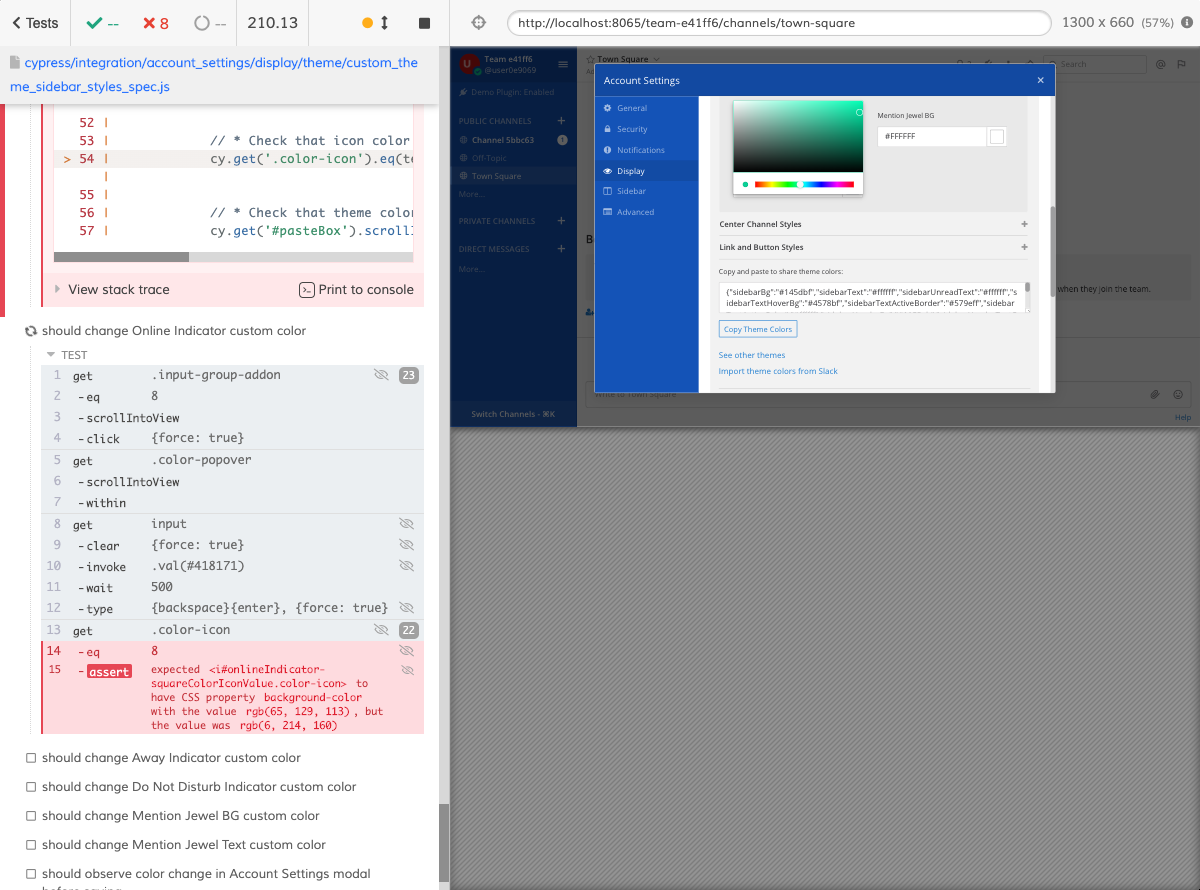 Tests
--
8
--
210.13
http://localhost:8065/team-e41ff6/channels/town-square
1300 x 660 (57%)
cypress/integration/account_settings/display/theme/custom_the
me_sidebar_styles_spec.js
52 |
53 | // * Check that icon color
> 54 | cy.get('.color-icon').eq(te
|
55 |
56 | // * Check that theme color
57 | cy.get('#pasteBox').scroll
View stack trace
Print to console
should change Online Indicator custom color
TEST
1 get .input-group-addon 23
2 -eq 8
3 -scrollIntoView
4 -click {force: true}
5 get .color-popover
6 -scrollIntoView
7 -within
8 get input
9 -clear {force: true}
10 -invoke .val(#418171)
11 -wait 500
12 -type {backspace}{enter}, {force: true}
13 get .color-icon 22
14 -eq 8
15 -assert expected <i#onlineIndicator-
squareColorIconValue.color-icon> to
have CSS property background-color
with the value rgb(65, 129, 113), but
the value was rgb(6, 214, 160)
should change Away Indicator custom color
should change Do Not Disturb Indicator custom color
should change Mention Jewel BG custom color
should change Mention Jewel Text custom color
should observe color change in Account Settings modal
before saving
U
Team e41ff6
@user0e9069
Demo Plugin: Enabled
PUBLIC CHANNELS +
Channel 5bbc63 1
Off-Topic
Town Square
More...
PRIVATE CHANNELS +
DIRECT MESSAGES +
More...
Switch Channels - ⌘K
Town Square
Search
Account Settings ×
General
Security
Notifications
Display
Sidebar
Advanced
Mention Jewel BG
#FFFFFF
Center Channel Styles +
Link and Button Styles +
Copy and paste to share theme colors:
{"sidebarBg":"#145dbf","sidebarText":"#ffffff","sidebarUnreadText":"#ffffff","s
idebarTextHoverBg":"#4578bf","sidebarTextActiveBorder":"#579eff","sidebar
Copy Theme Colors
See other themes
Import theme colors from Slack
when they join the team.
Write to Town Square
Help